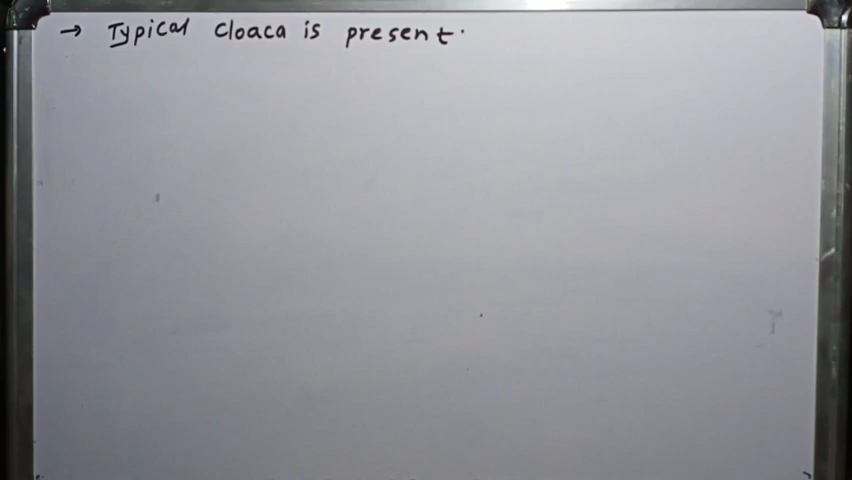 → Typical Cloaca is present.